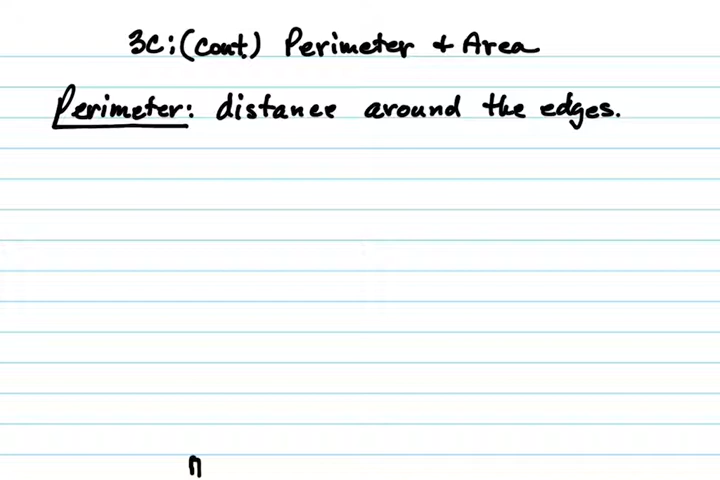 3C:(cont) Perimeter + Area
Perimeter: distance around the edges.